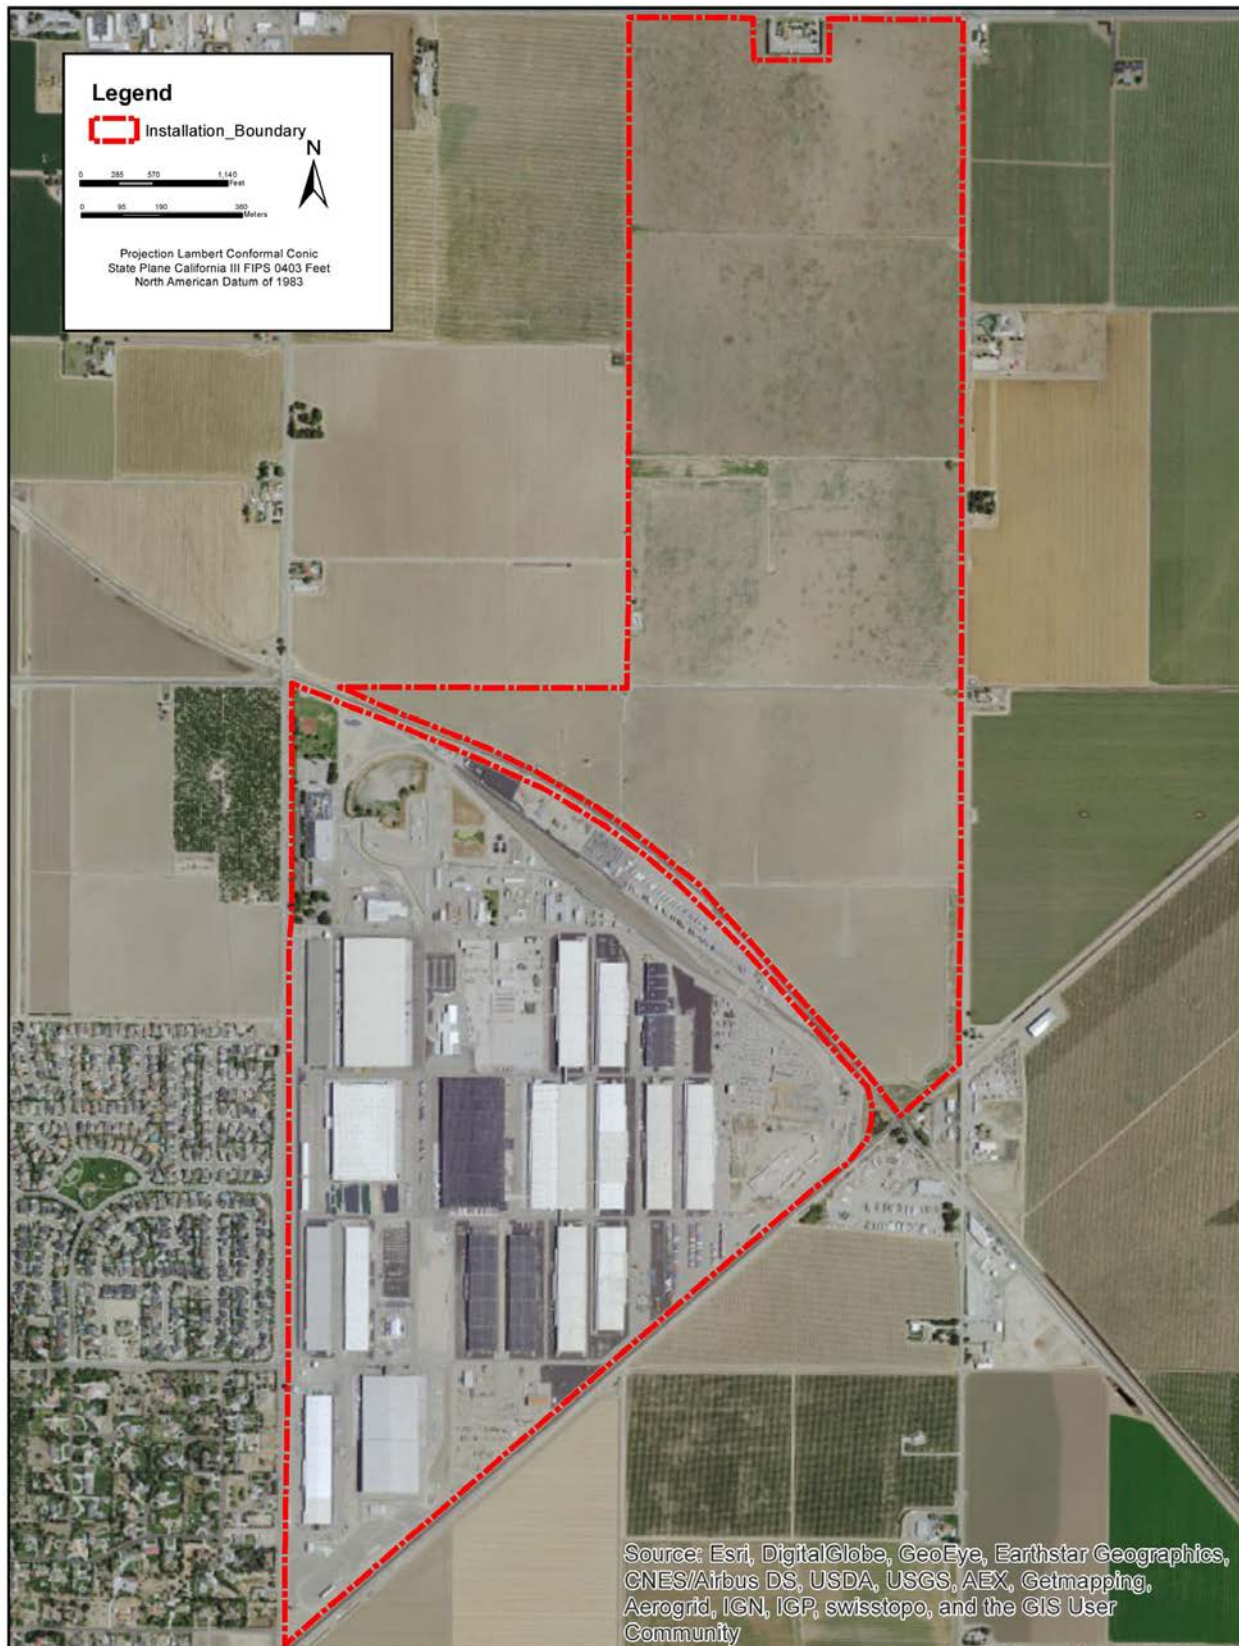 Legend
Installation_Boundary
N
0 285 570 1,140
Feet
0 95 190 380
Meters
Projection Lambert Conformal Conic
State Plane California III FIPS 0403 Feet
North American Datum of 1983
Source: Esri, DigitalGlobe, GeoEye, Earthstar Geographics,
CNES/Airbus DS, USDA, USGS, AEX, Getmapping,
Aerogrid, IGN, IGP, swisstopo, and the GIS User
Community